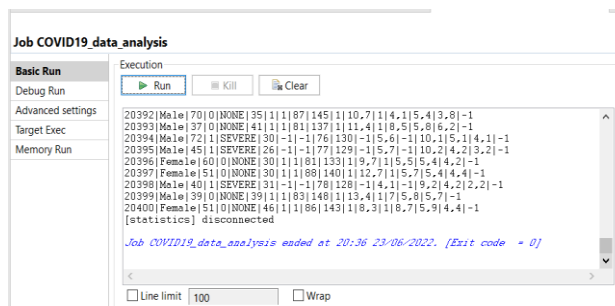 Job COVID19_data_analysis
Basic Run
Debug Run
Advanced settings
Target Exec
Memory Run
Execution
Run
Kill
Clear
20392|Male|70|0|NONE|35|1|1|87|145|1|10,7|1|4,1|5,4|3,8|-1
20393|Male|37|0|NONE|41|1|1|81|137|1|11,4|1|8,5|5,8|6,2|-1
20394|Male|72|1|SEVERE|30|-1|-1|76|130|-1|5,6|-1|10,1|5,1|4,1|-1
20395|Male|45|1|SEVERE|26|-1|-1|77|129|-1|5,7|-1|10,2|4,2|3,2|-1
20396|Female|60|0|NONE|30|1|1|81|133|1|9,7|1|5,5|5,4|4,2|-1
20397|Female|51|0|NONE|30|1|1|88|140|1|12,7|1|5,7|5,4|4,4|-1
20398|Male|40|1|SEVERE|31|-1|-1|78|128|-1|4,1|-1|9,2|4,2|2,2|-1
20399|Male|39|0|NONE|39|1|1|83|148|1|13,4|1|7|5,8|5,7|-1
20400|Female|51|0|NONE|46|1|1|86|143|1|8,3|1|8,7|5,9|4,4|-1
[statistics] disconnected
Job COVID19_data_analysis ended at 20:36 23/06/2022. [Exit code = 0]
Line limit 100 Wrap